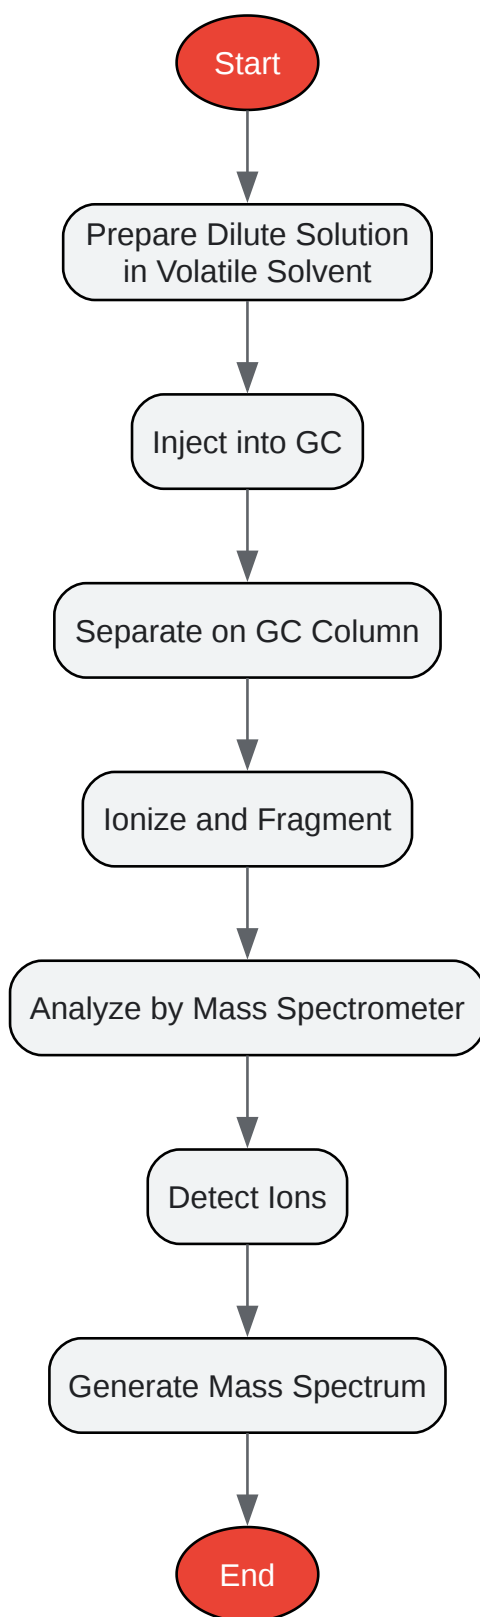 Start
Prepare Dilute Solution
in Volatile Solvent
Inject into GC
Separate on GC Column
Ionize and Fragment
Analyze by Mass Spectrometer
Detect Ions
Generate Mass Spectrum
End